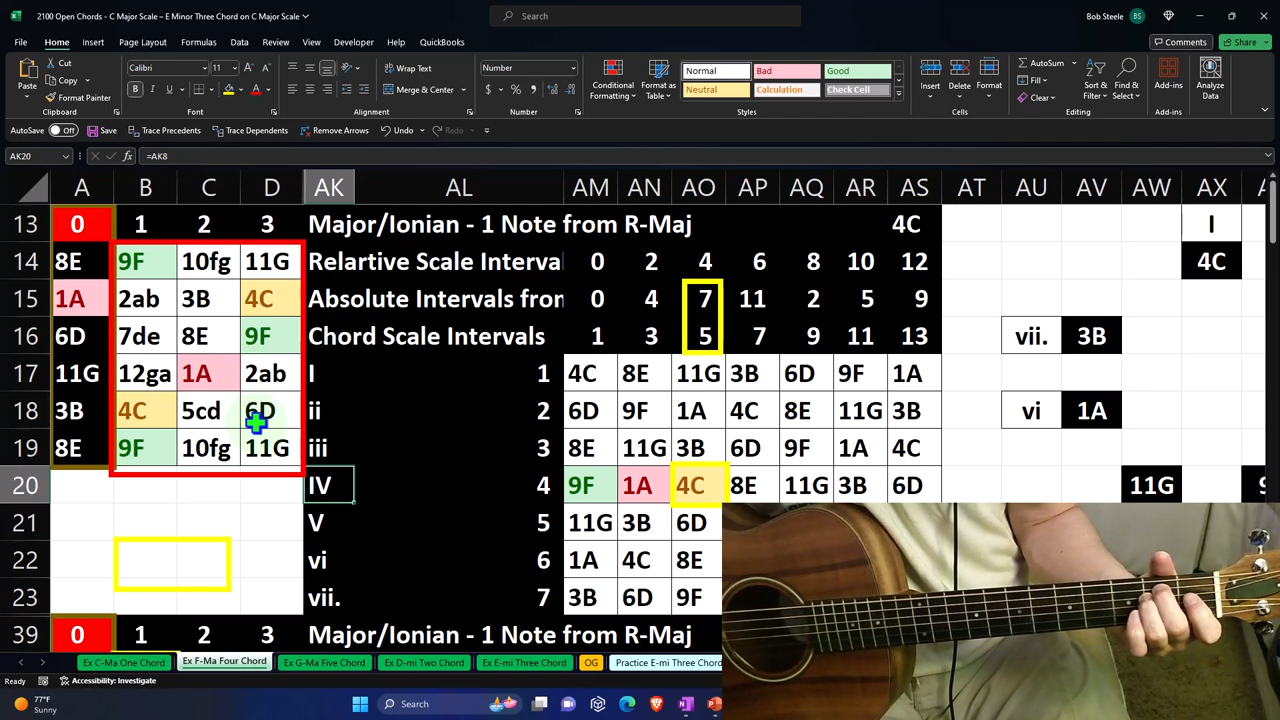 2100 Open Chords - C Major Scale – E Minor Three Chord on C Major Scale
Search
Bob Steele BS
File Home Insert Page Layout Formulas Data Review View Developer Help QuickBooks Comments Share
Paste Cut Copy Format Painter Clipboard
Calibri 11 Font
Wrap Text Merge & Center Alignment
Number Number
Conditional Formatting Format as Table Normal Bad Good Neutral Calculation Check Cell Styles
Insert Delete Format Cells
AutoSum Fill Clear Sort & Filter Find & Select Editing
Add-ins Add-ins
Analyze Data
AutoSave Off Save Trace Precedents Trace Dependents Remove Arrows Undo Redo
AK20 fx =AK8
A B C D AK AL AM AN AO AP AQ AR AS AT AU AV AW AX
13 0 1 2 3 Major/Ionian - 1 Note from R-Maj 4C I
14 8E 9F 10fg 11G Relartive Scale Interva 0 2 4 6 8 10 12 4C
15 1A 2ab 3B 4C Absolute Intervals fron 0 4 7 11 2 5 9
16 6D 7de 8E 9F Chord Scale Intervals 1 3 5 7 9 11 13 vii. 3B
17 11G 12ga 1A 2ab I 1 4C 8E 11G 3B 6D 9F 1A
18 3B 4C 5cd 6D ii 2 6D 9F 1A 4C 8E 11G 3B vi 1A
19 8E 9F 10fg 11G iii 3 8E 11G 3B 6D 9F 1A 4C
20 IV 4 9F 1A 4C 8E 11G 3B 6D 11G
21 V 5 11G 3B 6D
22 vi 6 1A 4C 8E
23 vii. 7 3B 6D 9F
39 0 1 2 3 Major/Ionian - 1 Note from R-Maj
Ex C-Ma One Chord Ex F-Ma Four Chord Ex G-Ma Five Chord Ex D-mi Two Chord Ex E-mi Three Chord OG Practice E-mi Three Chord
Ready Accessibility: Investigate
77°F
Sunny
Search